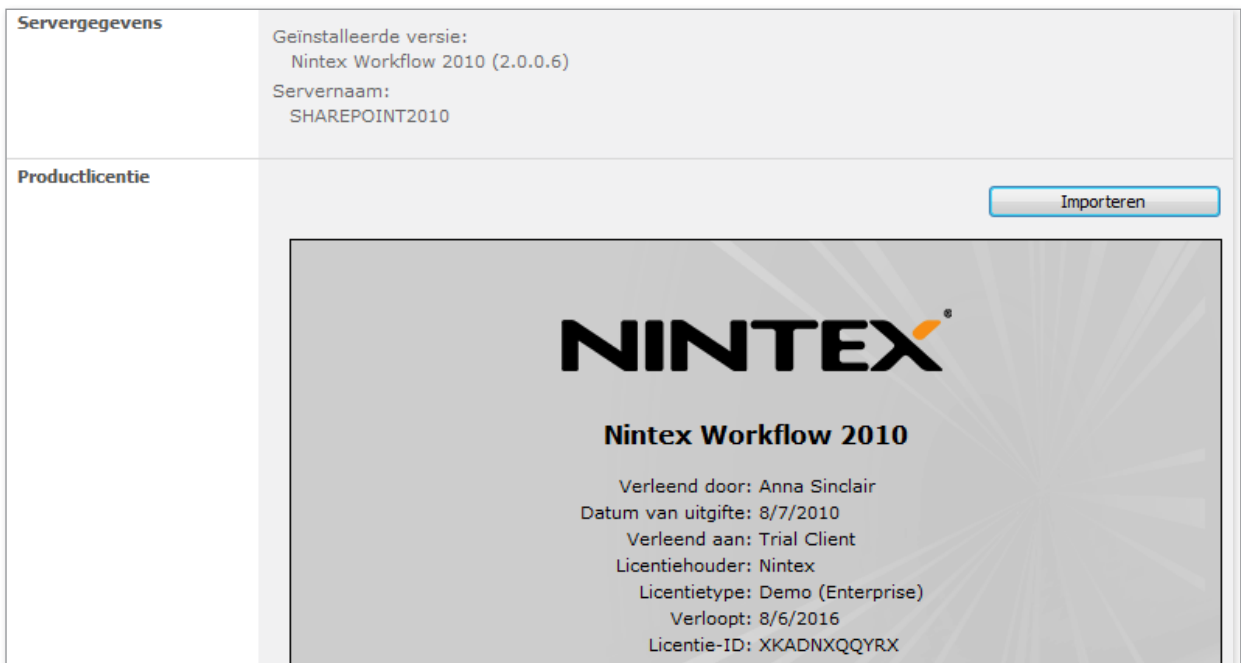 Servergegevens
Geïnstalleerde versie:
Nintex Workflow 2010 (2.0.0.6)
Servernaam:
SHAREPOINT2010
Productlicentie
Importeren
NINTEX®
Nintex Workflow 2010
Verleend door: Anna Sinclair
Datum van uitgifte: 8/7/2010
Verleend aan: Trial Client
Licentiehouder: Nintex
Licentietype: Demo (Enterprise)
Verloopt: 8/6/2016
Licentie-ID: XKADNXQQYRX